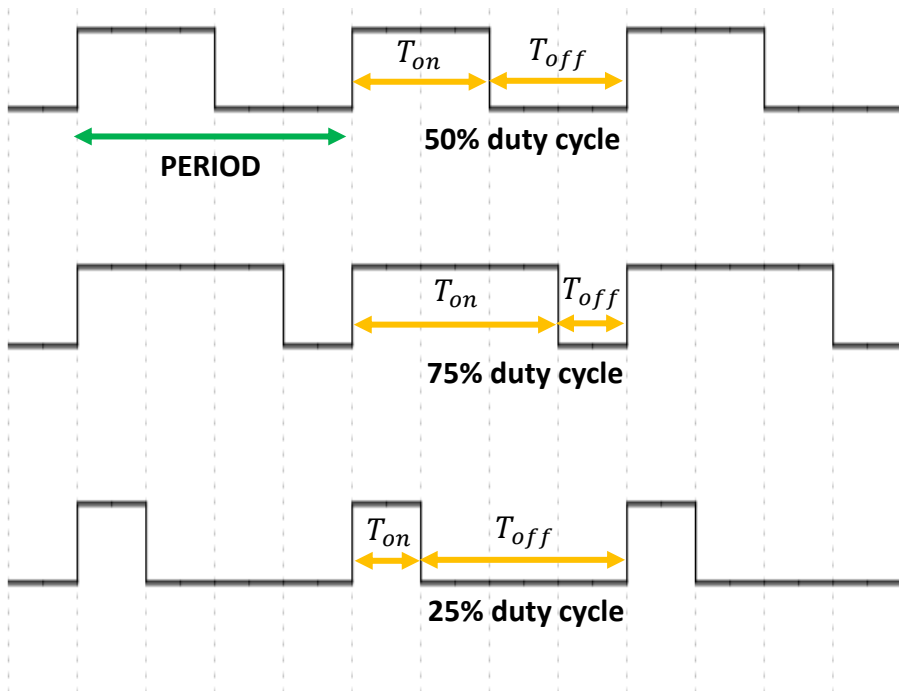 T_on T_off
50% duty cycle
PERIOD
T_on T_off
75% duty cycle
T_on T_off
25% duty cycle